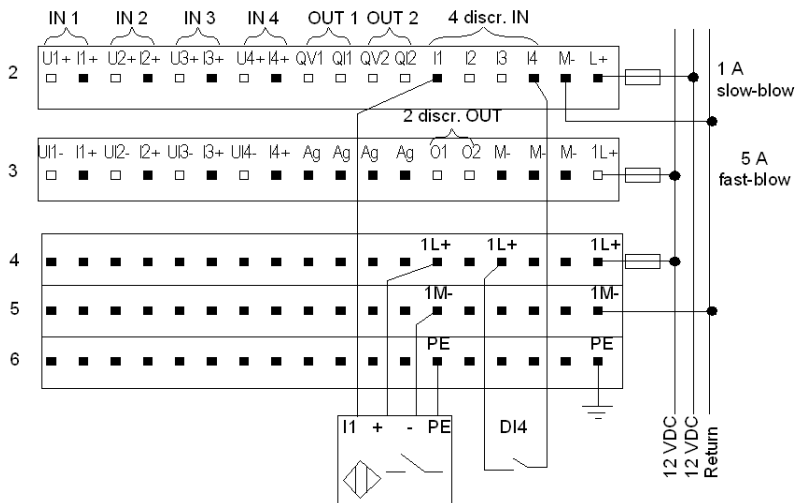 IN 1 IN 2 IN 3 IN 4 OUT 1 OUT 2 4 discr. IN
U1+ I1+ U2+ I2+ U3+ I3+ U4+ I4+ QV1 QI1 QV2 QI2 I1 I2 I3 I4 M- L+
2
1 A
slow-blow
2 discr. OUT
UI1- I1+ UI2- I2+ UI3- I3+ UI4- I4+ Ag Ag Ag Ag O1 O2 M- M- M- 1L+
3
5 A
fast-blow
1L+ 1L+ 1L+
4
1M- 1M-
5
PE PE
6
I1 + - PE
DI4
12 VDC
12 VDC
Return